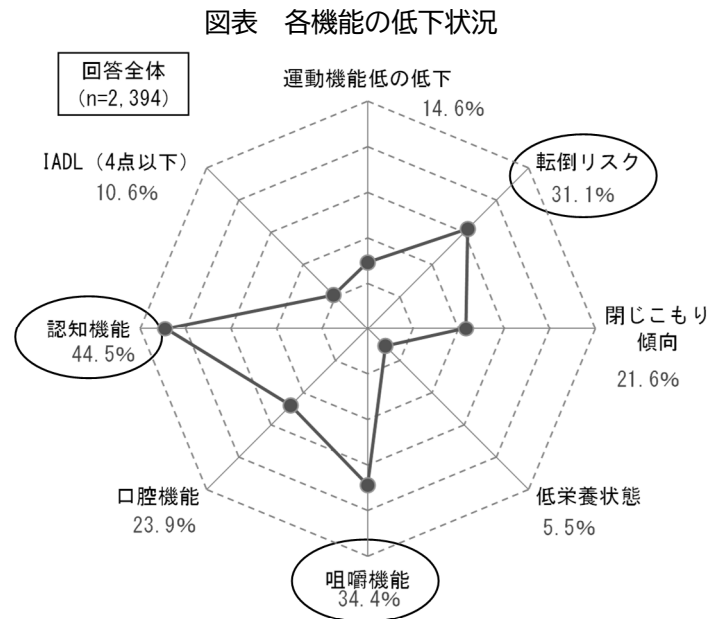 図表　各機能の低下状況
回答全体
(n=2,394)
運動機能低の低下
14.6%
転倒リスク
31.1%
閉じこもり
傾向
21.6%
低栄養状態
5.5%
咀嚼機能
34.4%
口腔機能
23.9%
認知機能
44.5%
IADL（4点以下）
10.6%